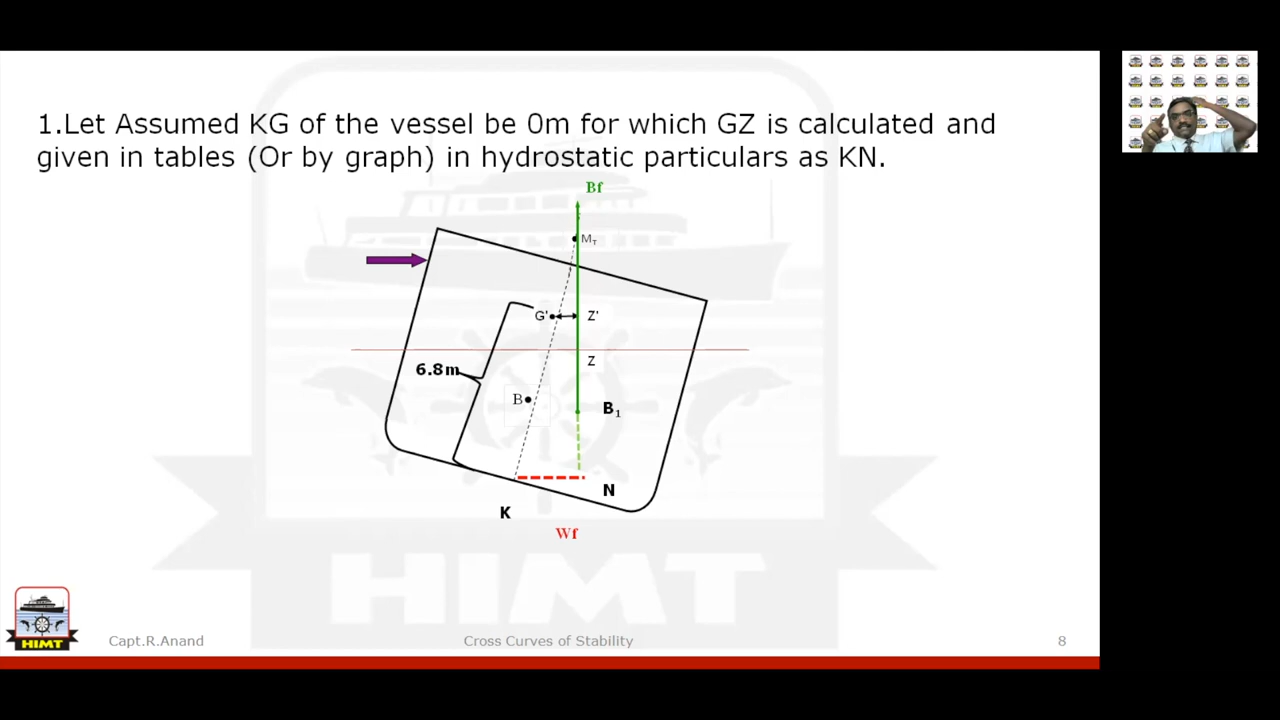 1.Let Assumed KG of the vessel be 0m for which GZ is calculated and
given in tables (Or by graph) in hydrostatic particulars as KN.
Bf
MT
G'
Z'
Z
6.8m
B
B1
N
K
Wf
HIMT
HIMT
Capt.R.Anand
Cross Curves of Stability
8